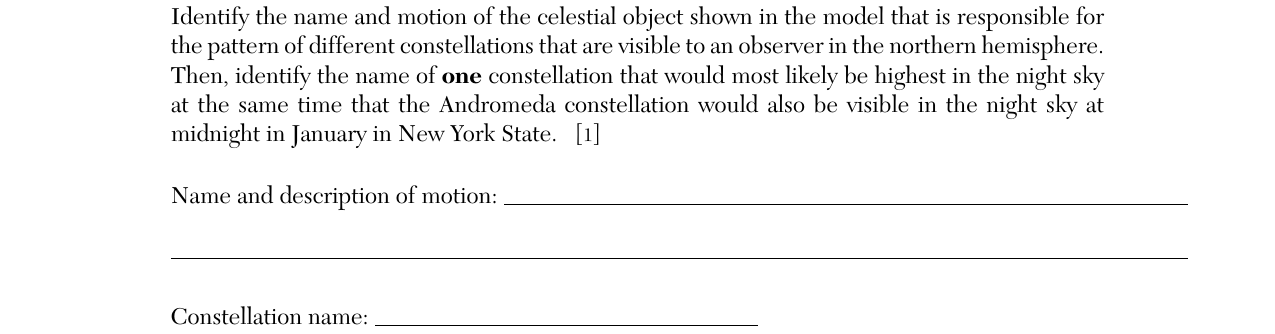 Identify the name and motion of the celestial object shown in the model that is responsible for
the pattern of different constellations that are visible to an observer in the northern hemisphere.
Then, identify the name of one constellation that would most likely be highest in the night sky
at the same time that the Andromeda constellation would also be visible in the night sky at
midnight in January in New York State. [1]
Name and description of motion:
Constellation name: